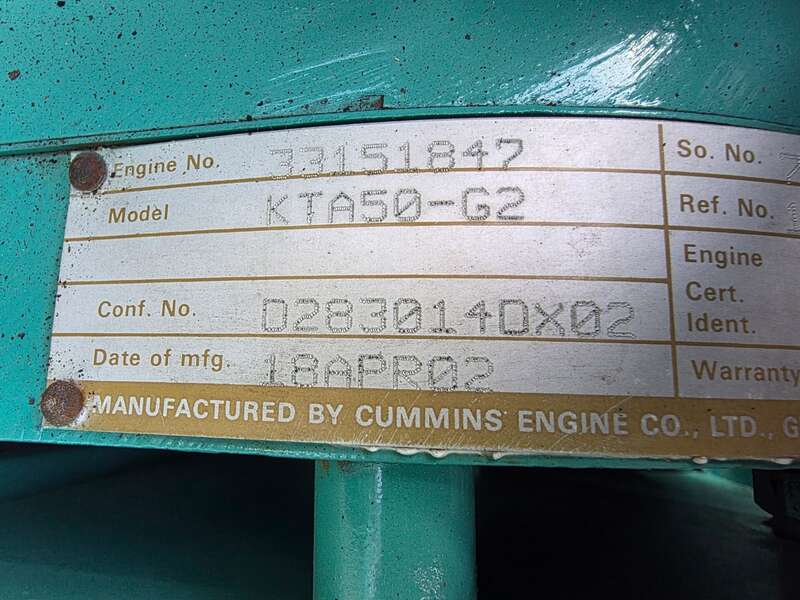 Engine No. 33151847
So. No.
Model KTA50-G2
Ref. No.
Engine
Cert.
Ident.
Conf. No. D283014DX02
Date of mfg. 18APR02
Warranty
MANUFACTURED BY CUMMINS ENGINE CO., LTD., G